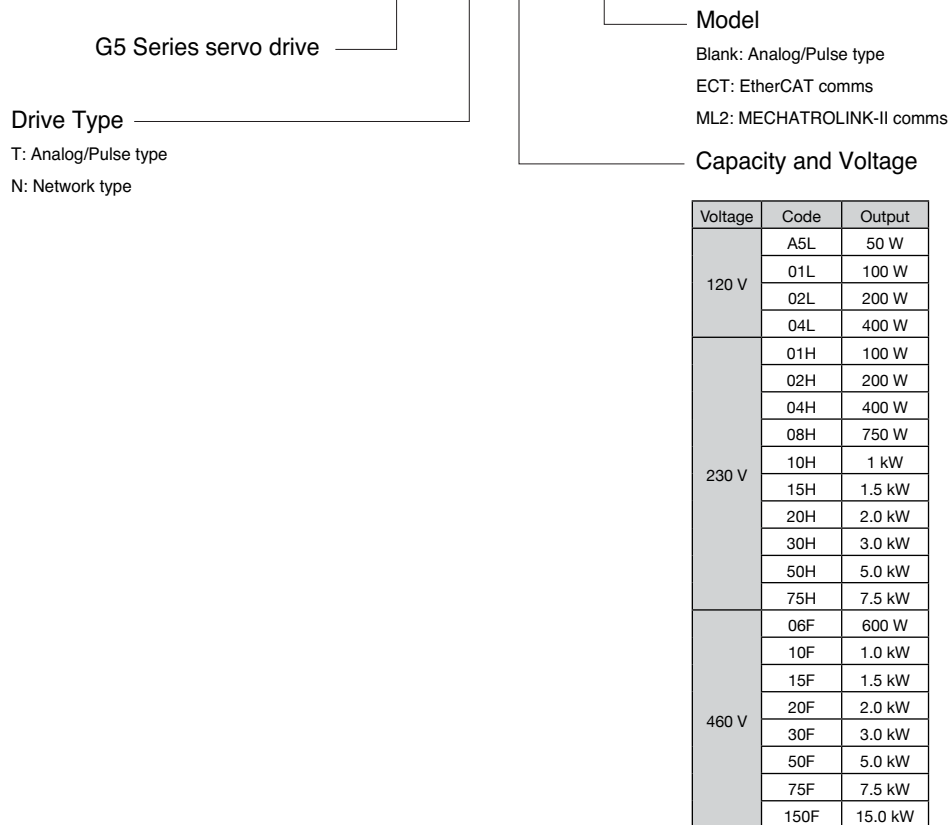 G5 Series servo drive
Drive Type
T: Analog/Pulse type
N: Network type
Model
Blank: Analog/Pulse type
ECT: EtherCAT comms
ML2: MECHATROLINK-II comms
Capacity and Voltage
Voltage Code Output
120 V
A5L 50 W
01L 100 W
02L 200 W
04L 400 W
230 V
01H 100 W
02H 200 W
04H 400 W
08H 750 W
10H 1 kW
15H 1.5 kW
20H 2.0 kW
30H 3.0 kW
50H 5.0 kW
75H 7.5 kW
460 V
06F 600 W
10F 1.0 kW
15F 1.5 kW
20F 2.0 kW
30F 3.0 kW
50F 5.0 kW
75F 7.5 kW
150F 15.0 kW